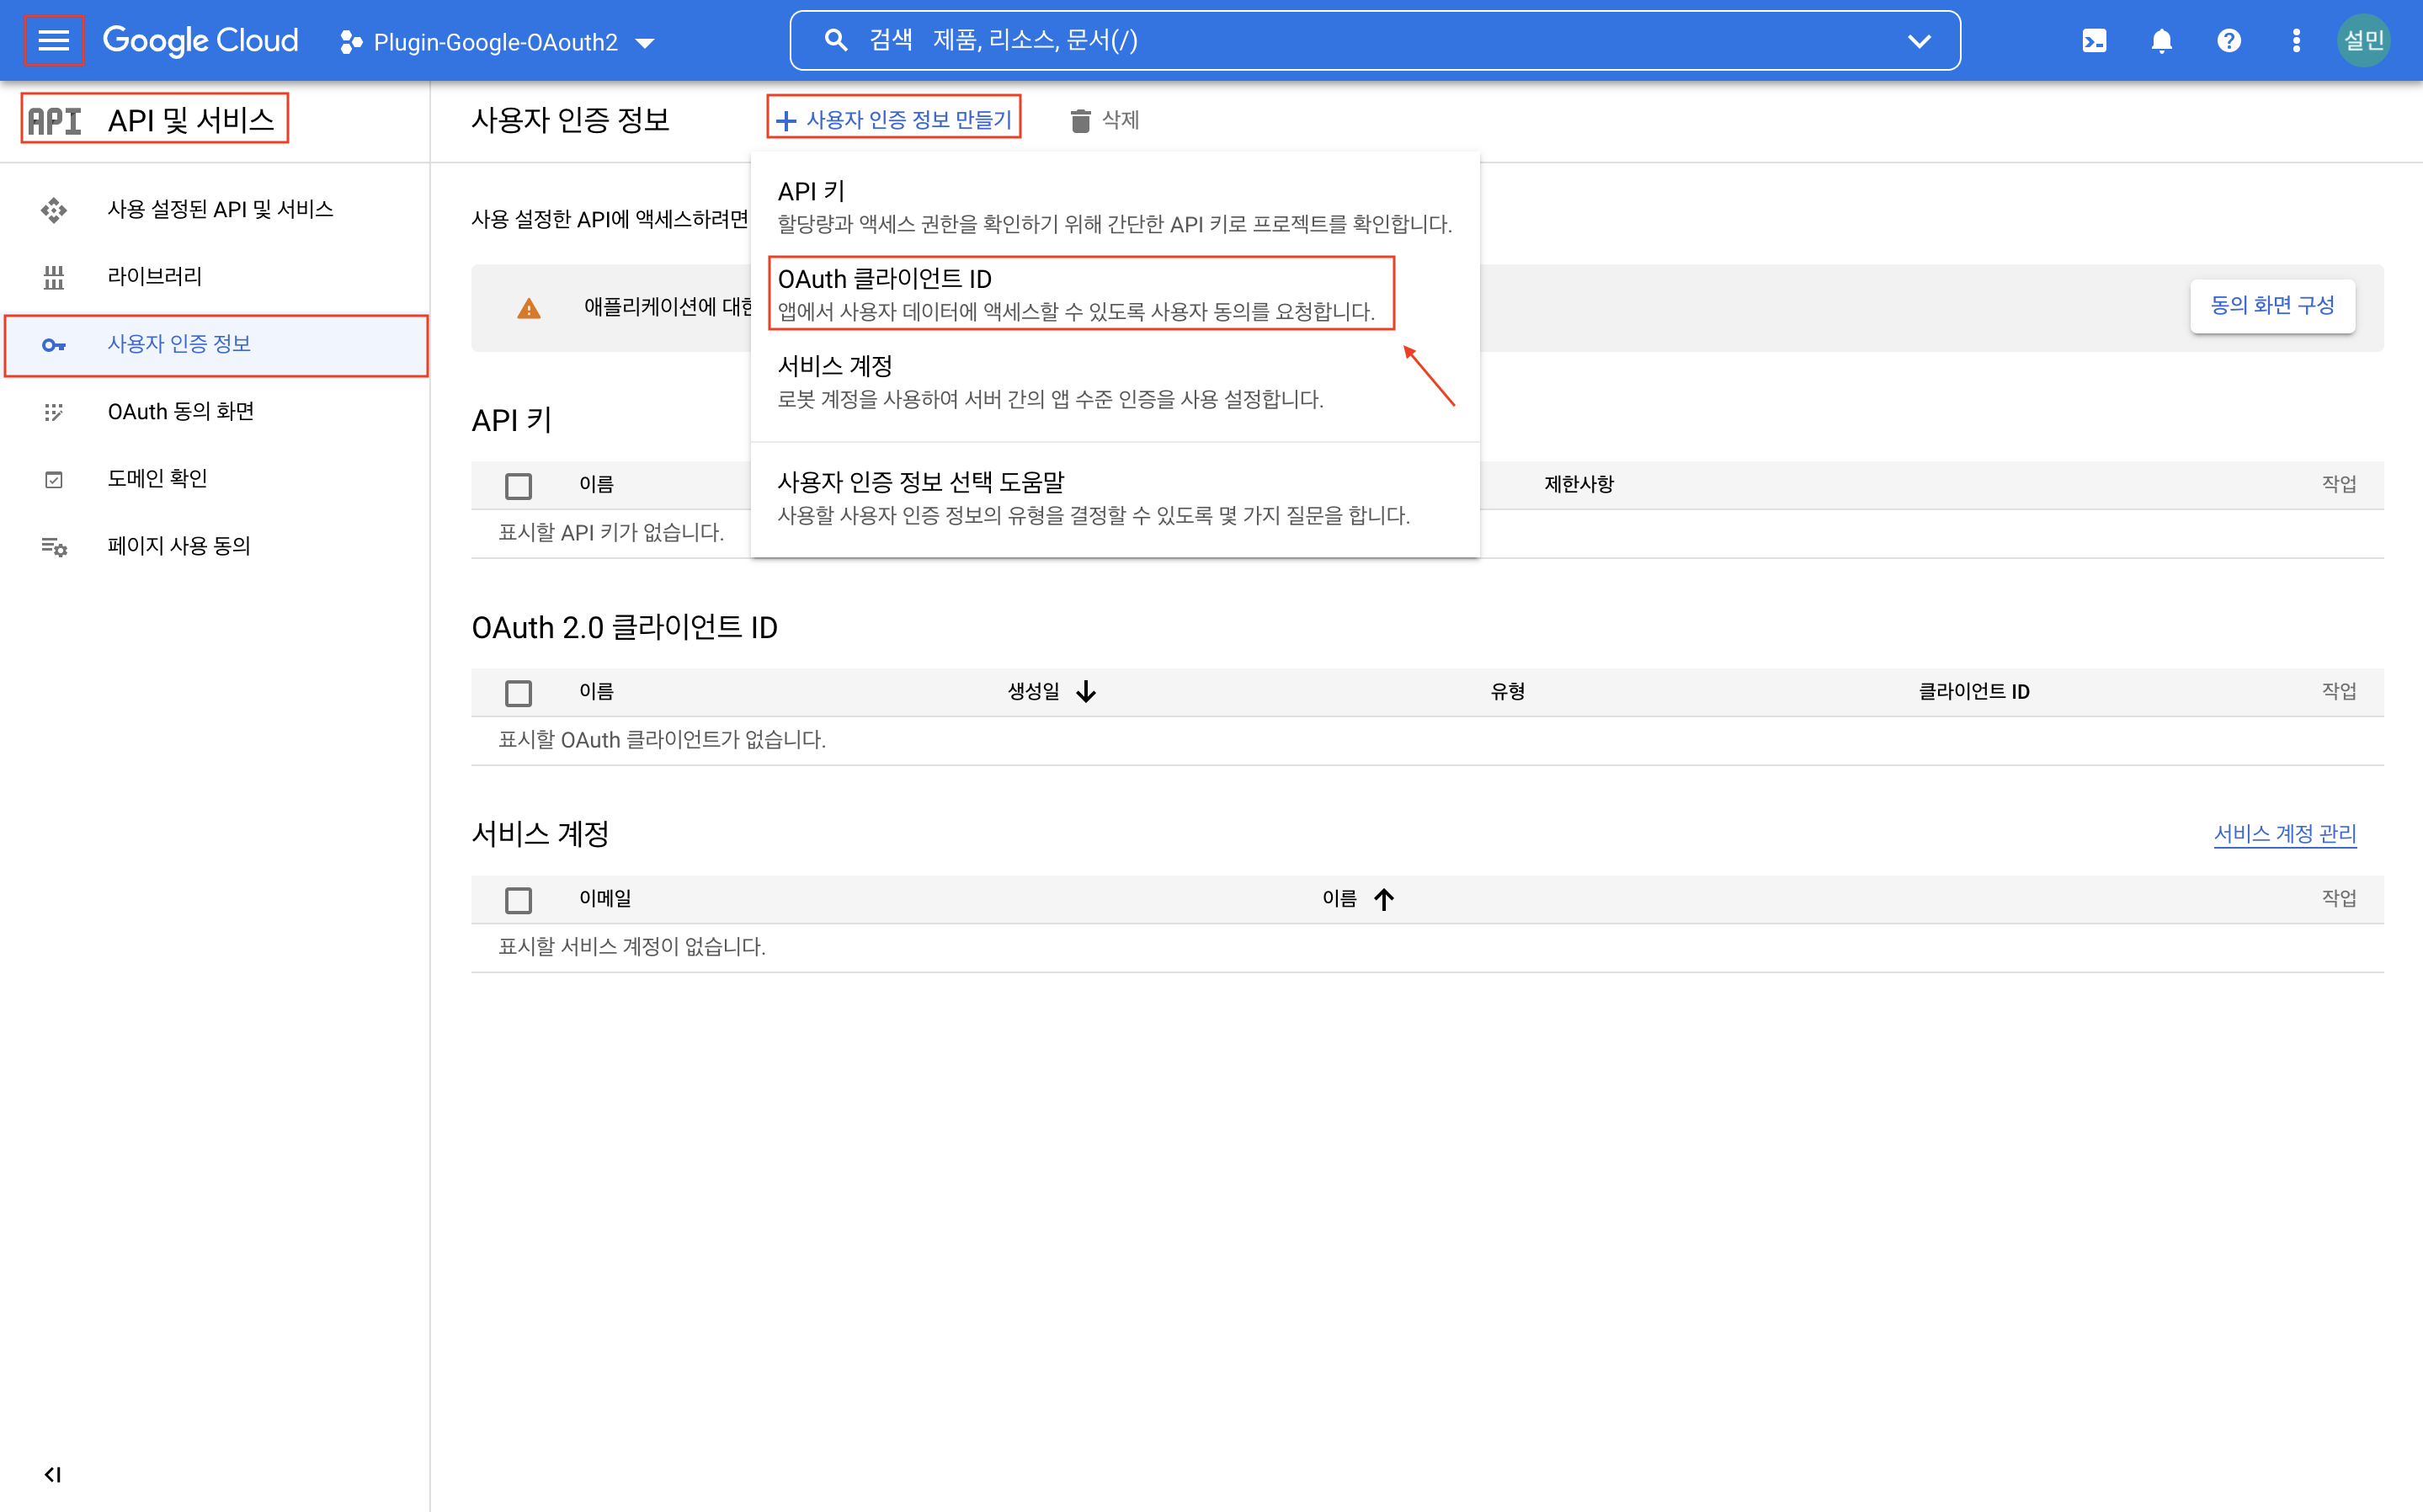 Google Cloud
Plugin-Google-OAouth2
검색 제품, 리소스, 문서(/)
설민
API API 및 서비스
사용 설정된 API 및 서비스
라이브러리
사용자 인증 정보
OAuth 동의 화면
도메인 확인
페이지 사용 동의
사용자 인증 정보
+ 사용자 인증 정보 만들기
삭제
사용 설정한 API에 액세스하려면
애플리케이션에 대한
동의 화면 구성
API 키
할당량과 액세스 권한을 확인하기 위해 간단한 API 키로 프로젝트를 확인합니다.
OAuth 클라이언트 ID
앱에서 사용자 데이터에 액세스할 수 있도록 사용자 동의를 요청합니다.
서비스 계정
로봇 계정을 사용하여 서버 간의 앱 수준 인증을 사용 설정합니다.
사용자 인증 정보 선택 도움말
사용할 사용자 인증 정보의 유형을 결정할 수 있도록 몇 가지 질문을 합니다.
API 키
이름 제한사항 작업
표시할 API 키가 없습니다.
OAuth 2.0 클라이언트 ID
이름 생성일 유형 클라이언트 ID 작업
표시할 OAuth 클라이언트가 없습니다.
서비스 계정
서비스 계정 관리
이메일 이름 작업
표시할 서비스 계정이 없습니다.